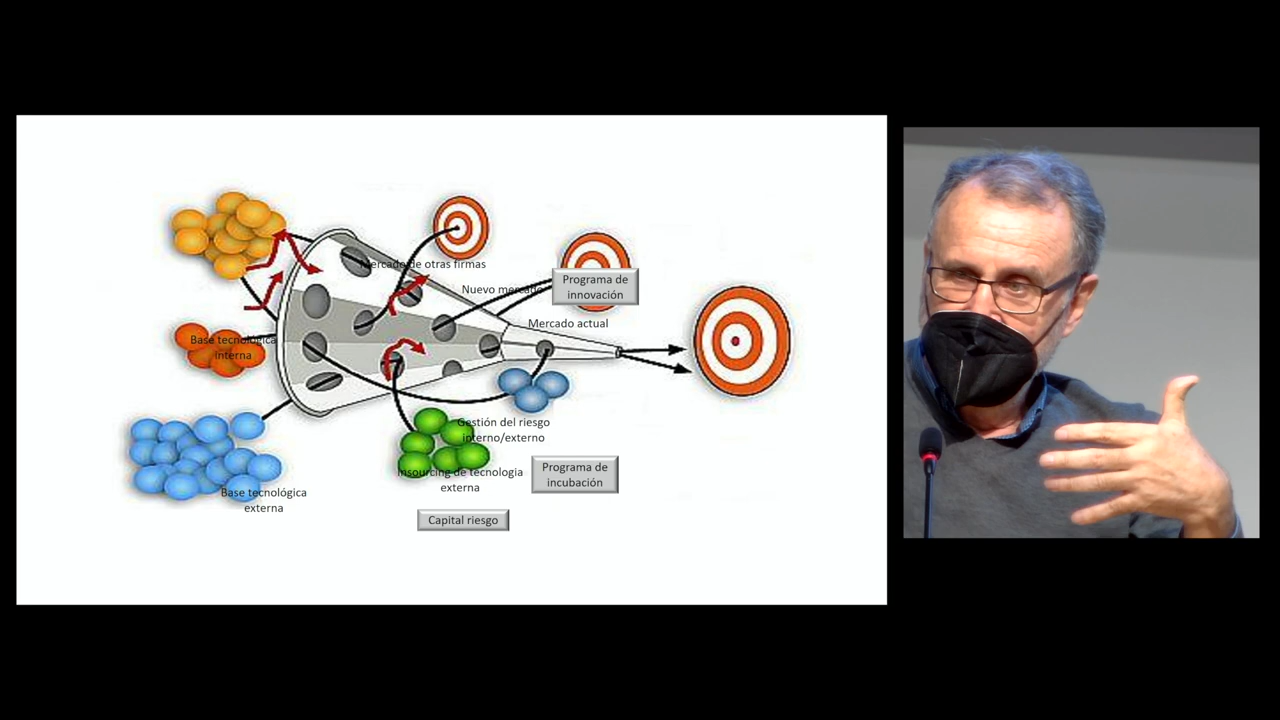 Mercado de otras firmas
Nuevo mercado
Programa de
innovación
Mercado actual
Base tecnológica
interna
Gestión del riesgo
interno/externo
Insourcing de tecnologia
externa
Programa de
incubación
Base tecnológica
externa
Capital riesgo